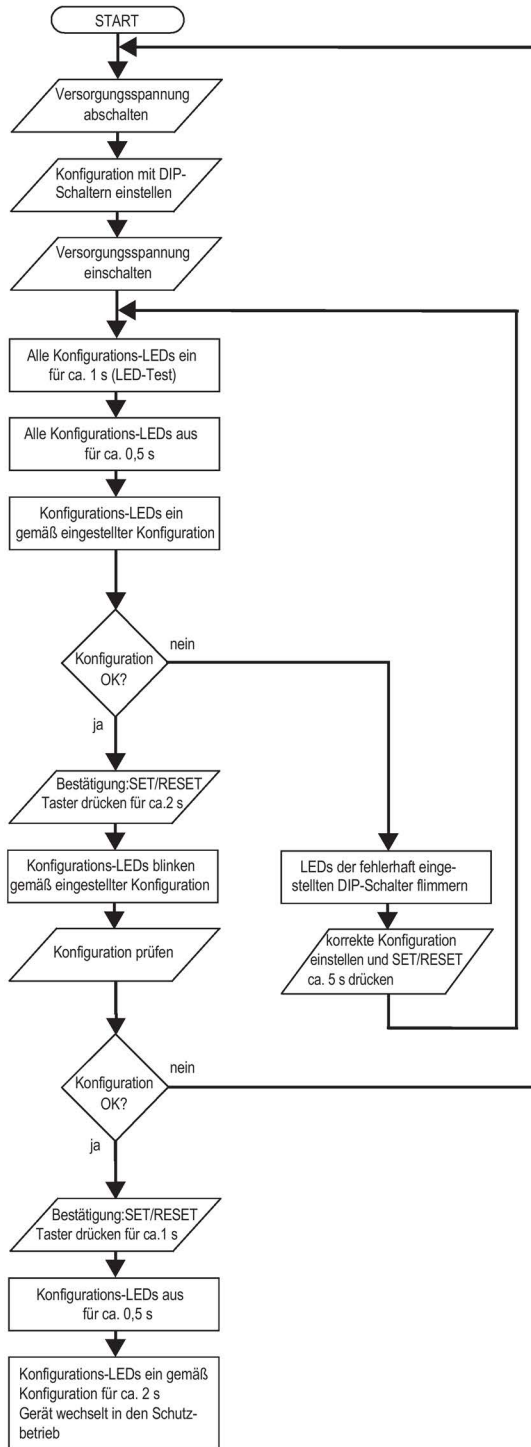 START
Versorgungsspannung
abschalten
Konfiguration mit DIP-
Schaltern einstellen
Versorgungsspannung
einschalten
Alle Konfigurations-LEDs ein
für ca. 1 s (LED-Test)
Alle Konfigurations-LEDs aus
für ca. 0,5 s
Konfigurations-LEDs ein
gemäß eingestellter Konfiguration
Konfiguration
OK?
nein
ja
Bestätigung:SET/RESET
Taster drücken für ca.2 s
Konfigurations-LEDs blinken
gemäß eingestellter Konfiguration
LEDs der fehlerhaft einge-
stellten DIP-Schalter flimmern
Konfiguration prüfen
korrekte Konfiguration
einstellen und SET/RESET
ca. 5 s drücken
Konfiguration
OK?
nein
ja
Bestätigung:SET/RESET
Taster drücken für ca.1 s
Konfigurations-LEDs aus
für ca. 0,5 s
Konfigurations-LEDs ein gemäß
Konfiguration für ca. 2 s
Gerät wechselt in den Schutz-
betrieb